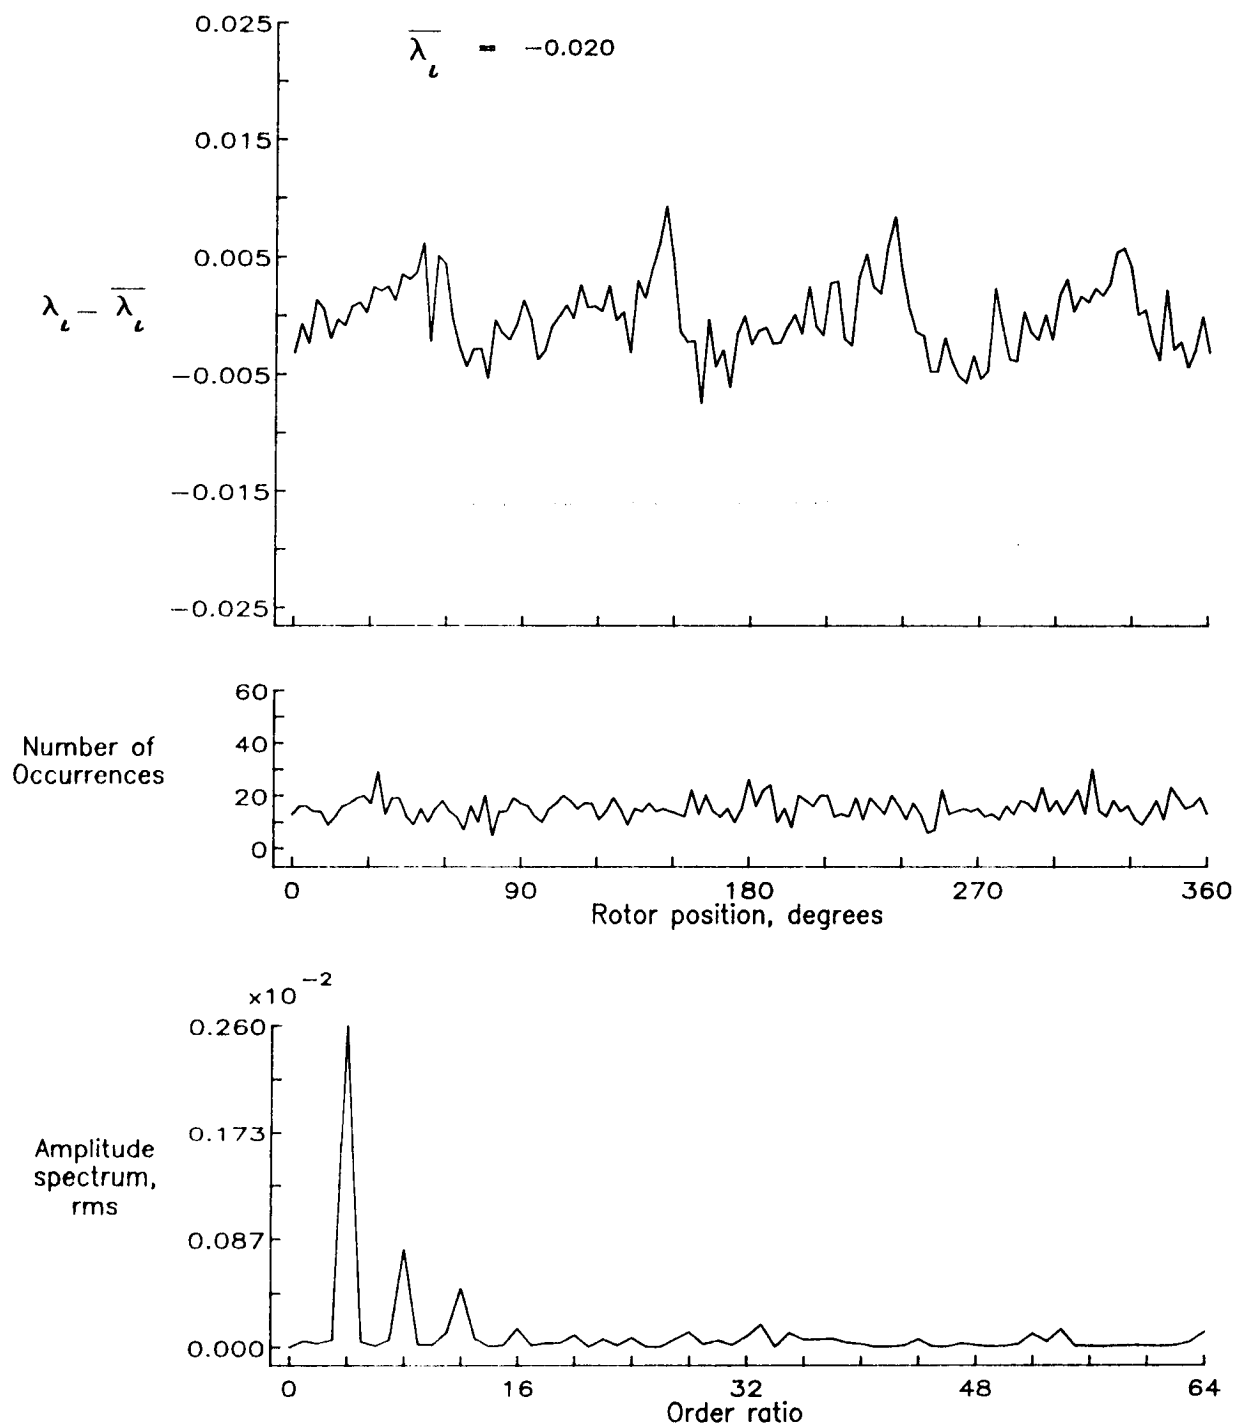 0.025
λ̅ι = −0.020
0.015
0.005
λι − λ̅ι
−0.005
−0.015
−0.025
60
Number of
Occurrences
40
20
0
0 90 180 270 360
Rotor position, degrees
×10 −2
0.260
0.173
Amplitude
spectrum,
rms
0.087
0.000
0 16 32 48 64
Order ratio